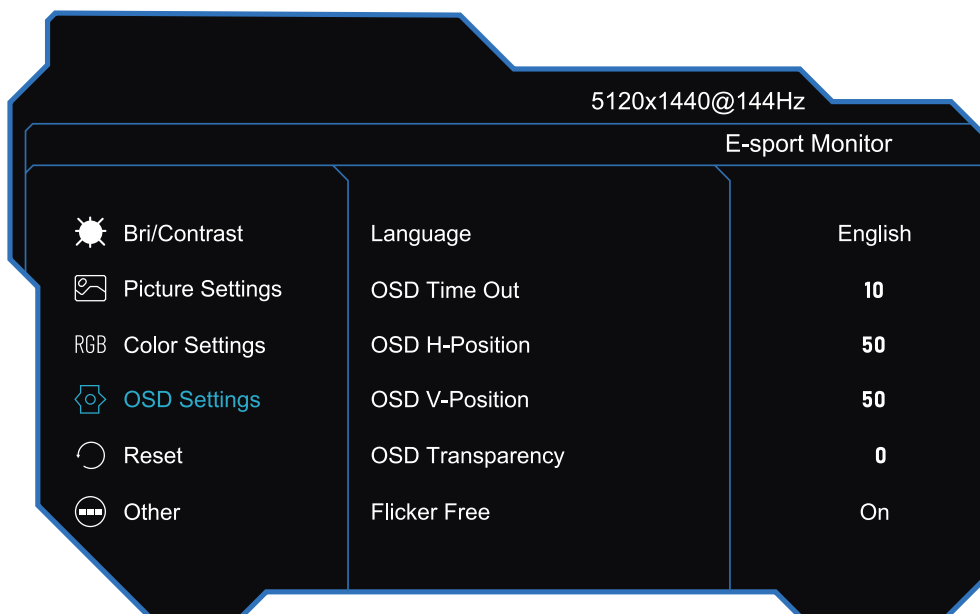 5120x1440@144Hz
E-sport Monitor
Bri/Contrast Language English
Picture Settings OSD Time Out 10
RGB Color Settings OSD H-Position 50
OSD Settings OSD V-Position 50
Reset OSD Transparency 0
Other Flicker Free On